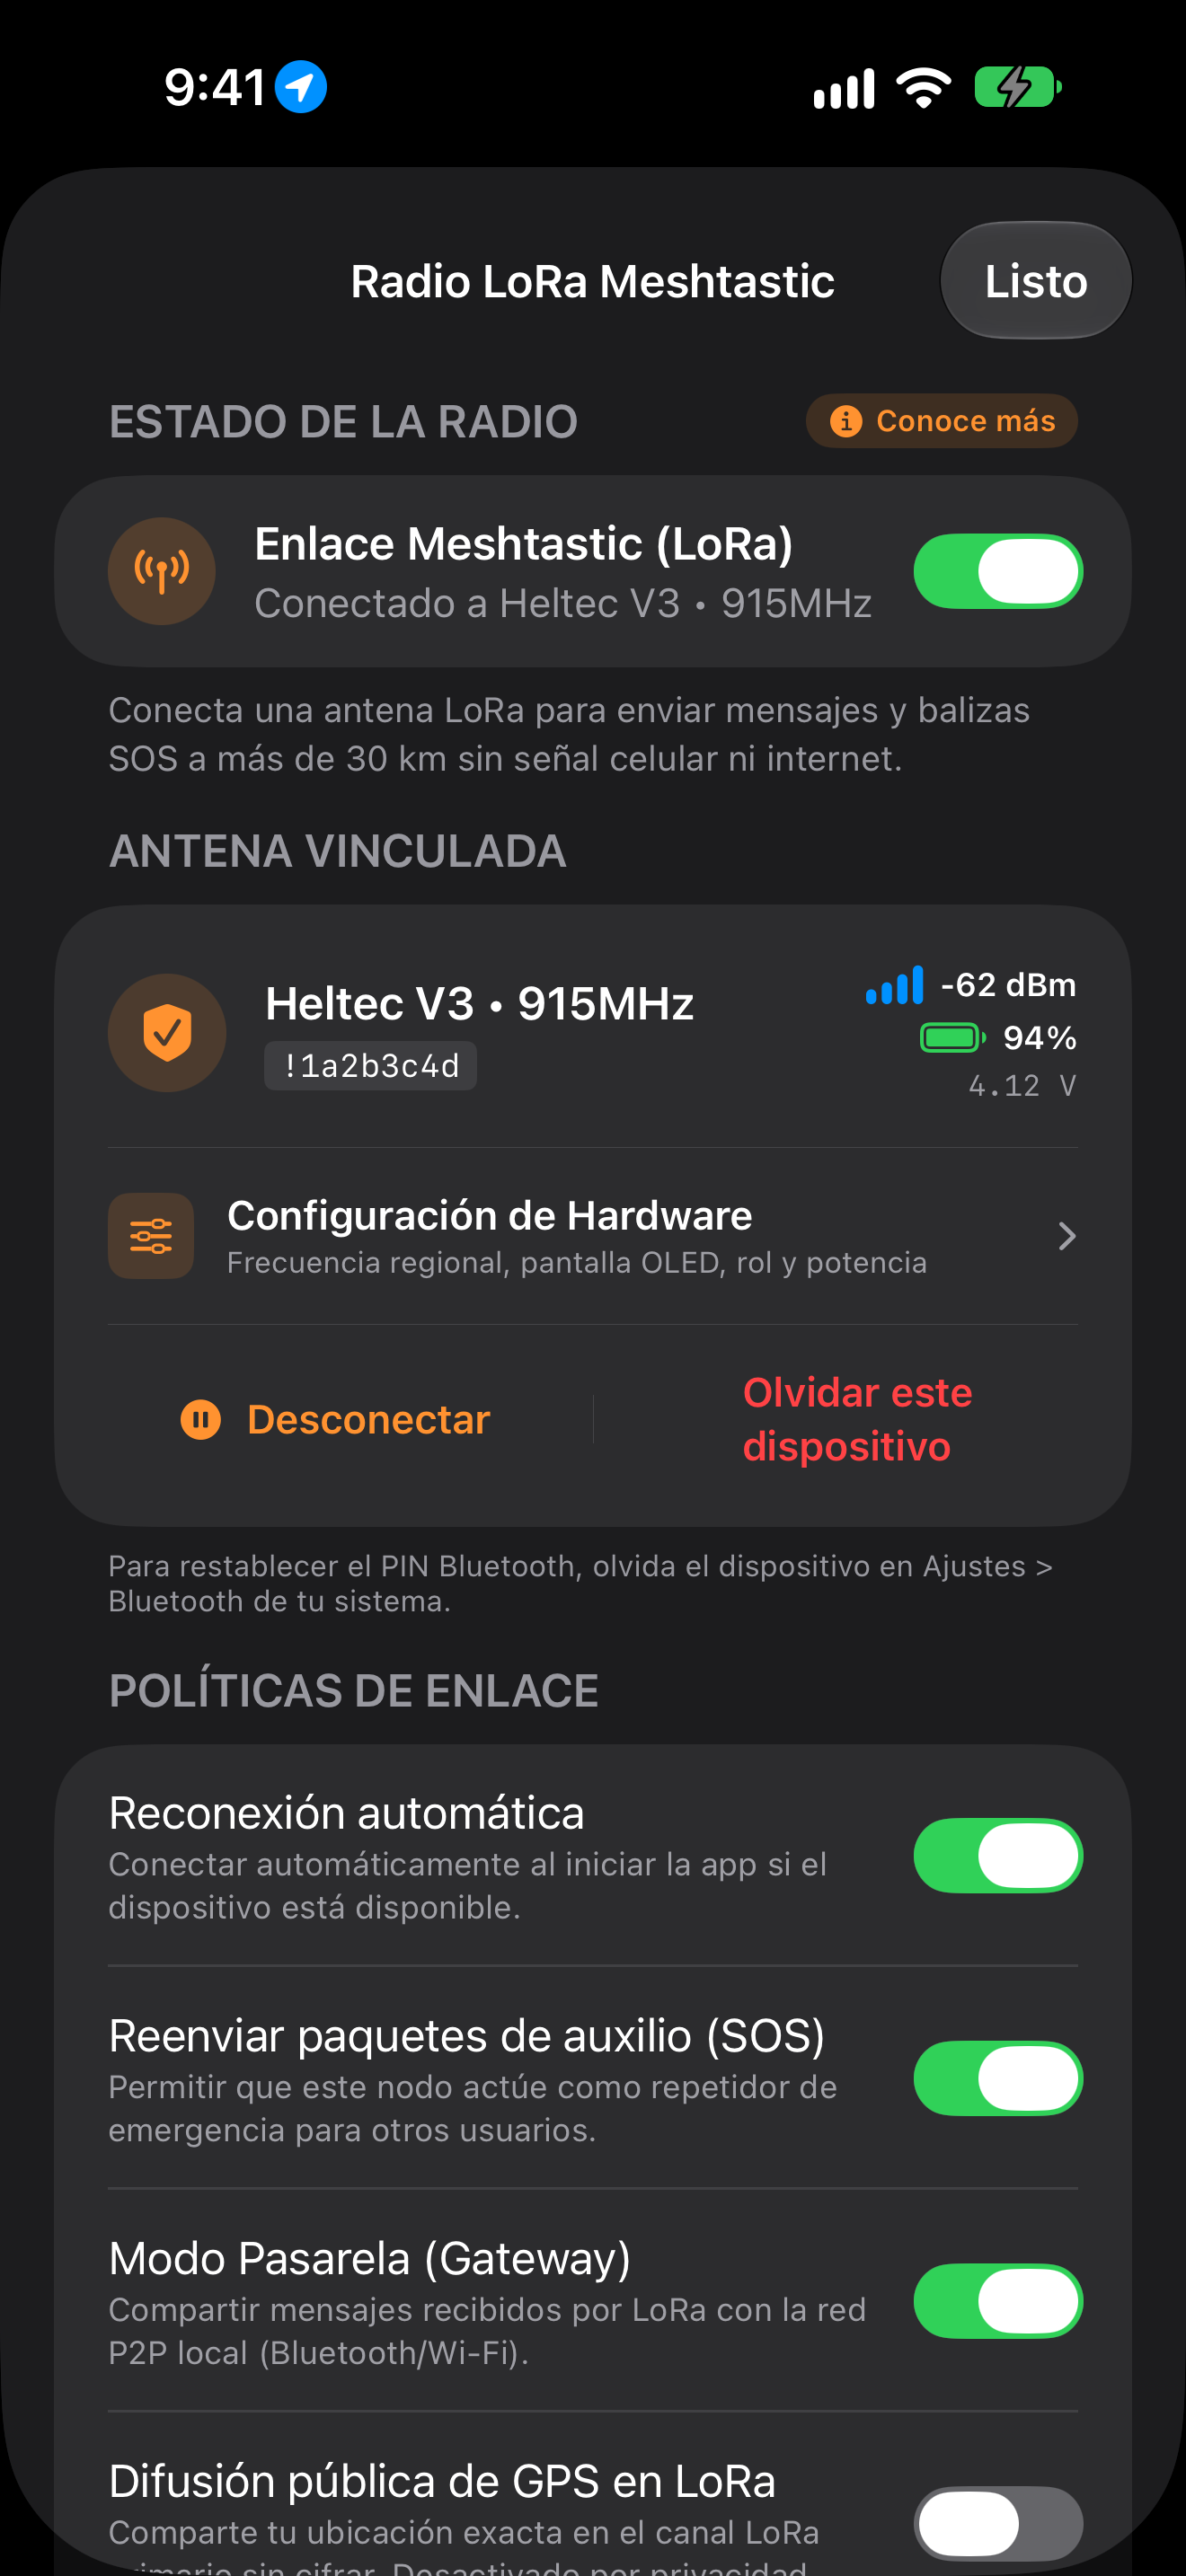 9:41
Radio LoRa Meshtastic
Listo
ESTADO DE LA RADIO
Conoce más
Enlace Meshtastic (LoRa)
Conectado a Heltec V3 • 915MHz
Conecta una antena LoRa para enviar mensajes y balizas
SOS a más de 30 km sin señal celular ni internet.
ANTENA VINCULADA
Heltec V3 • 915MHz
!1a2b3c4d
-62 dBm
94%
4.12 V
Configuración de Hardware
Frecuencia regional, pantalla OLED, rol y potencia
Desconectar
Olvidar este
dispositivo
Para restablecer el PIN Bluetooth, olvida el dispositivo en Ajustes >
Bluetooth de tu sistema.
POLÍTICAS DE ENLACE
Reconexión automática
Conectar automáticamente al iniciar la app si el
dispositivo está disponible.
Reenviar paquetes de auxilio (SOS)
Permitir que este nodo actúe como repetidor de
emergencia para otros usuarios.
Modo Pasarela (Gateway)
Compartir mensajes recibidos por LoRa con la red
P2P local (Bluetooth/Wi-Fi).
Difusión pública de GPS en LoRa
Comparte tu ubicación exacta en el canal LoRa
primario sin cifrar. Desactivado por privacidad